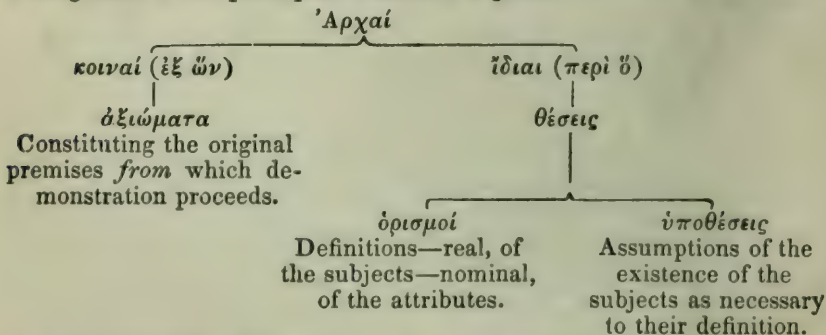 Ἀρχαί
κοιναί (ἐξ ὧν) ἴδιαι (περὶ ὅ)
ἀξιώματα θέσεις
Constituting the original
premises from which de-
monstration proceeds.
ὁρισμοί ὑποθέσεις
Definitions—real, of Assumptions of the
the subjects—nominal, existence of the
of the attributes. subjects as necessary
to their definition.